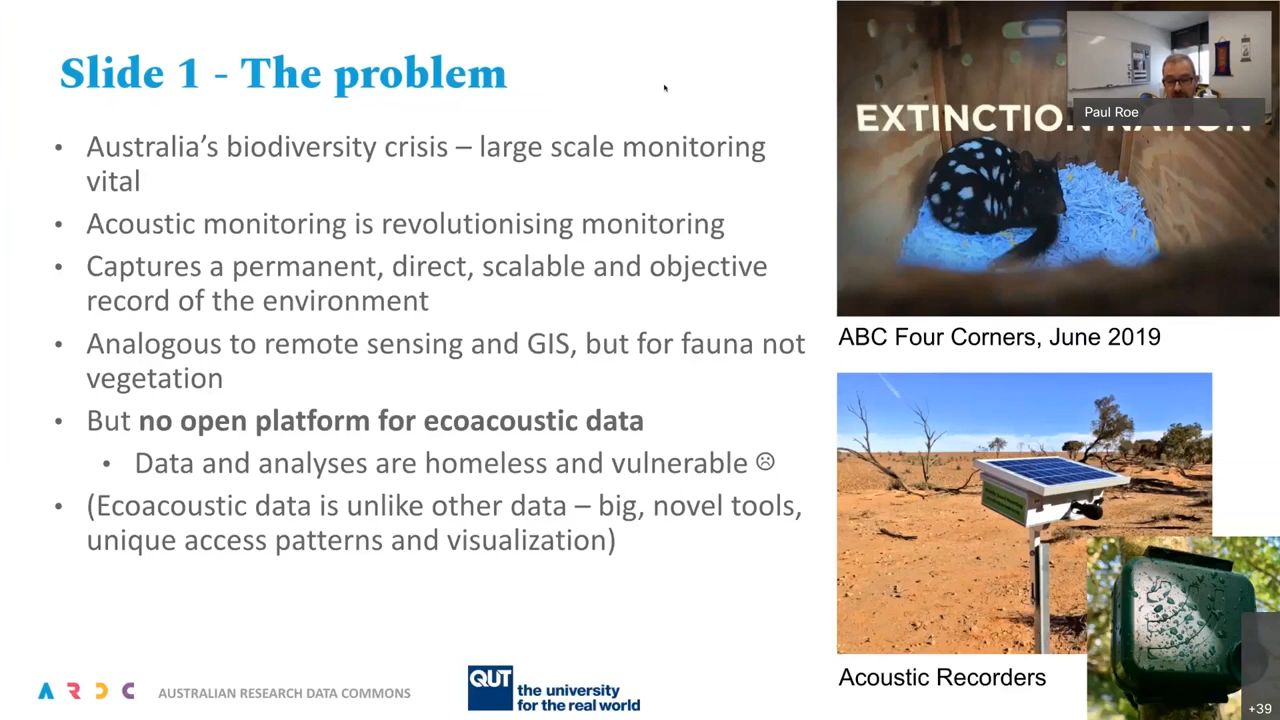 Slide 1 - The problem
• Australia’s biodiversity crisis – large scale monitoring
vital
• Acoustic monitoring is revolutionising monitoring
• Captures a permanent, direct, scalable and objective
record of the environment
• Analogous to remote sensing and GIS, but for fauna not
vegetation
• But no open platform for ecoacoustic data
• Data and analyses are homeless and vulnerable ☹
• (Ecoacoustic data is unlike other data – big, novel tools,
unique access patterns and visualization)
EXTINCTION NATION
Paul Roe
ABC Four Corners, June 2019
Acoustic Recorders
+39
ARDC AUSTRALIAN RESEARCH DATA COMMONS
QUT
the university
for the real world